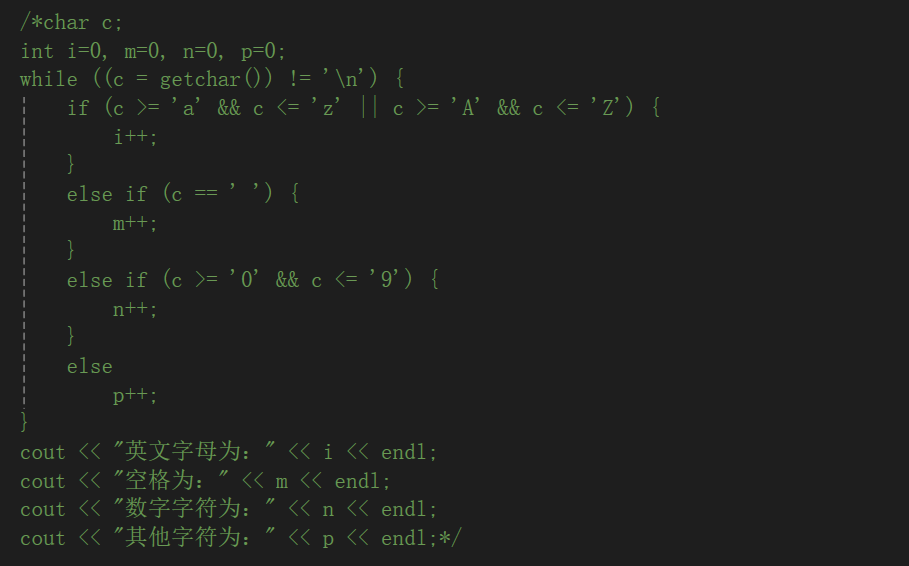 /*char c;
int i=0, m=0, n=0, p=0;
while ((c = getchar()) != '\n') {
    if (c >= 'a' && c <= 'z' || c >= 'A' && c <= 'Z') {
        i++;
    }
    else if (c == ' ') {
        m++;
    }
    else if (c >= '0' && c <= '9') {
        n++;
    }
    else
        p++;
}
cout << "英文字母为：" << i << endl;
cout << "空格为：" << m << endl;
cout << "数字字符为：" << n << endl;
cout << "其他字符为：" << p << endl;*/